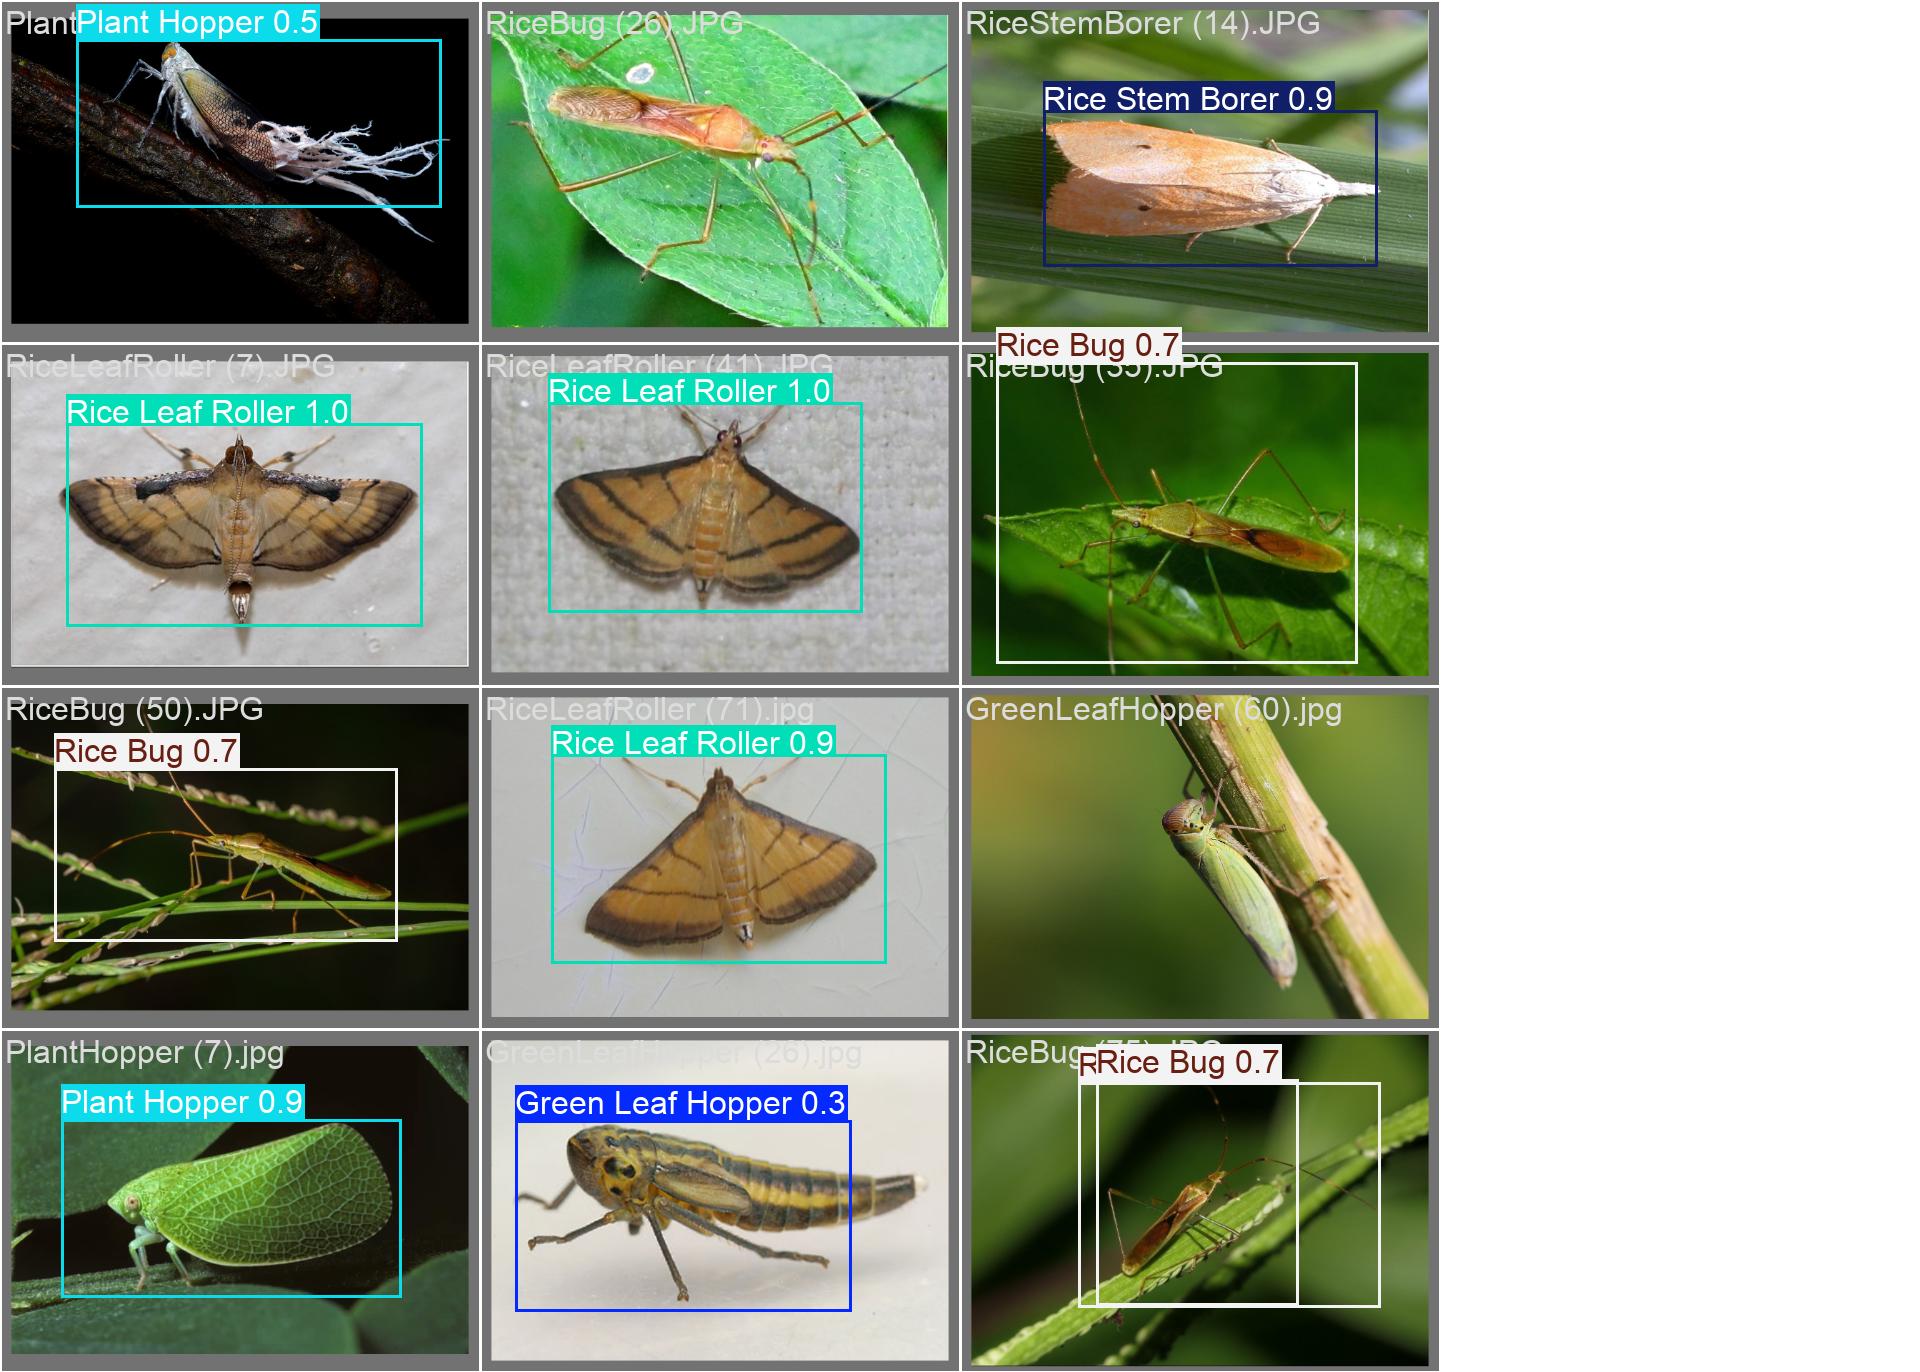 Plant
Plant Hopper 0.5
RiceBug (26).JPG
RiceStemBorer (14).JPG
Rice Stem Borer 0.9
RiceLeafRoller (7).JPG
Rice Leaf Roller 1.0
RiceLeafRoller (41).JPG
Rice Leaf Roller 1.0
Rice Bug 0.7
RiceBug (35).JPG
RiceBug (50).JPG
Rice Bug 0.7
RiceLeafRoller (71).jpg
Rice Leaf Roller 0.9
GreenLeafHopper (60).jpg
PlantHopper (7).jpg
Plant Hopper 0.9
GreenLeafHopper (26).jpg
Green Leaf Hopper 0.3
RiceBug (75).JPG
R
Rice Bug 0.7